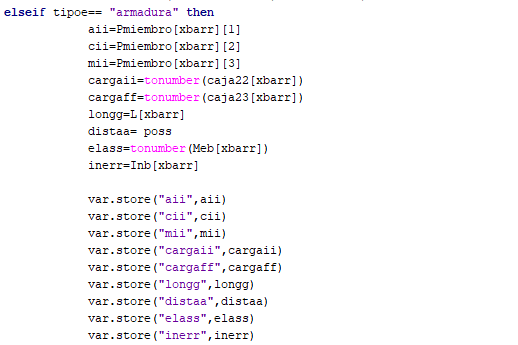 elseif tipoe== "armadura" then
aii=Pmiembro[xbarr][1]
cii=Pmiembro[xbarr][2]
mii=Pmiembro[xbarr][3]
cargaii=tonumber(caja22[xbarr])
cargaff=tonumber(caja23[xbarr])
longg=L[xbarr]
distaa= poss
elass=tonumber(Meb[xbarr])
inerr=Inb[xbarr]
var.store("aii",aii)
var.store("cii",cii)
var.store("mii",mii)
var.store("cargaii",cargaii)
var.store("cargaff",cargaff)
var.store("longg",longg)
var.store("distaa",distaa)
var.store("elass",elass)
var.store("inerr",inerr)